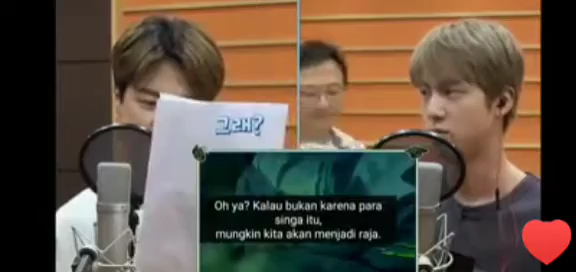 그래?
Oh ya? Kalau bukan karena para
singa itu,
mungkin kita akan menjadi raja.